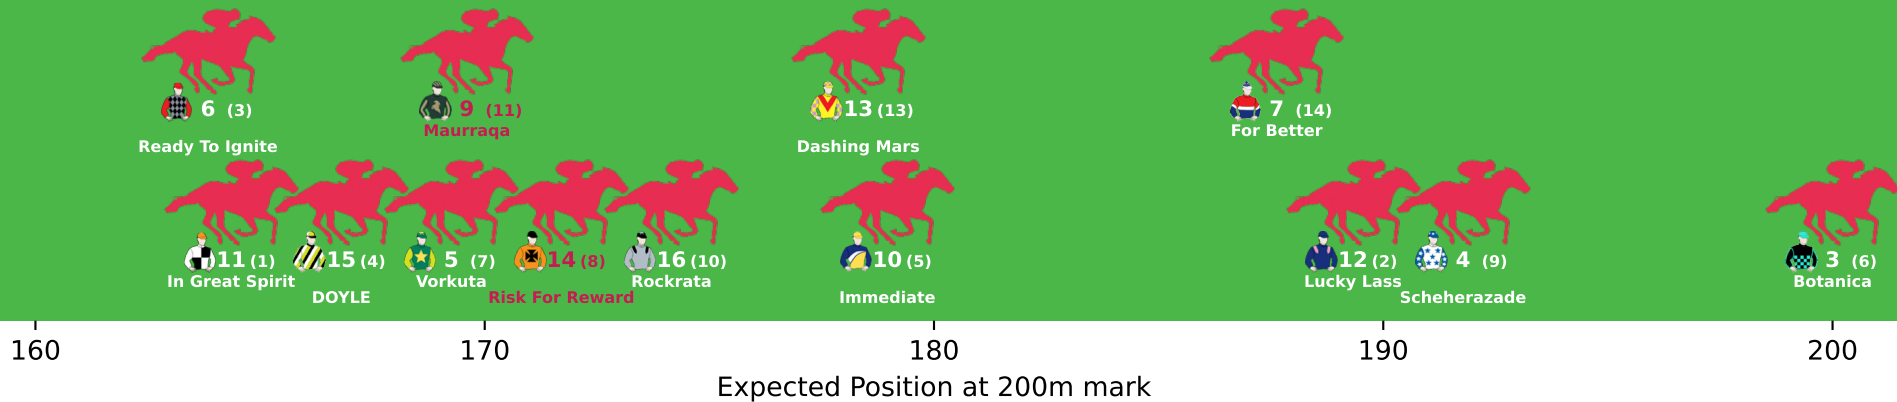 6 (3)
Ready To Ignite
9 (11)
Maurraqa
13 (13)
Dashing Mars
7 (14)
For Better
11 (1)
In Great Spirit
15 (4)
DOYLE
5 (7)
Vorkuta
14 (8)
Risk For Reward
16 (10)
Rockrata
10 (5)
Immediate
12 (2)
Lucky Lass
4 (9)
Scheherazade
3 (6)
Botanica
160 170 180 190 200
Expected Position at 200m mark